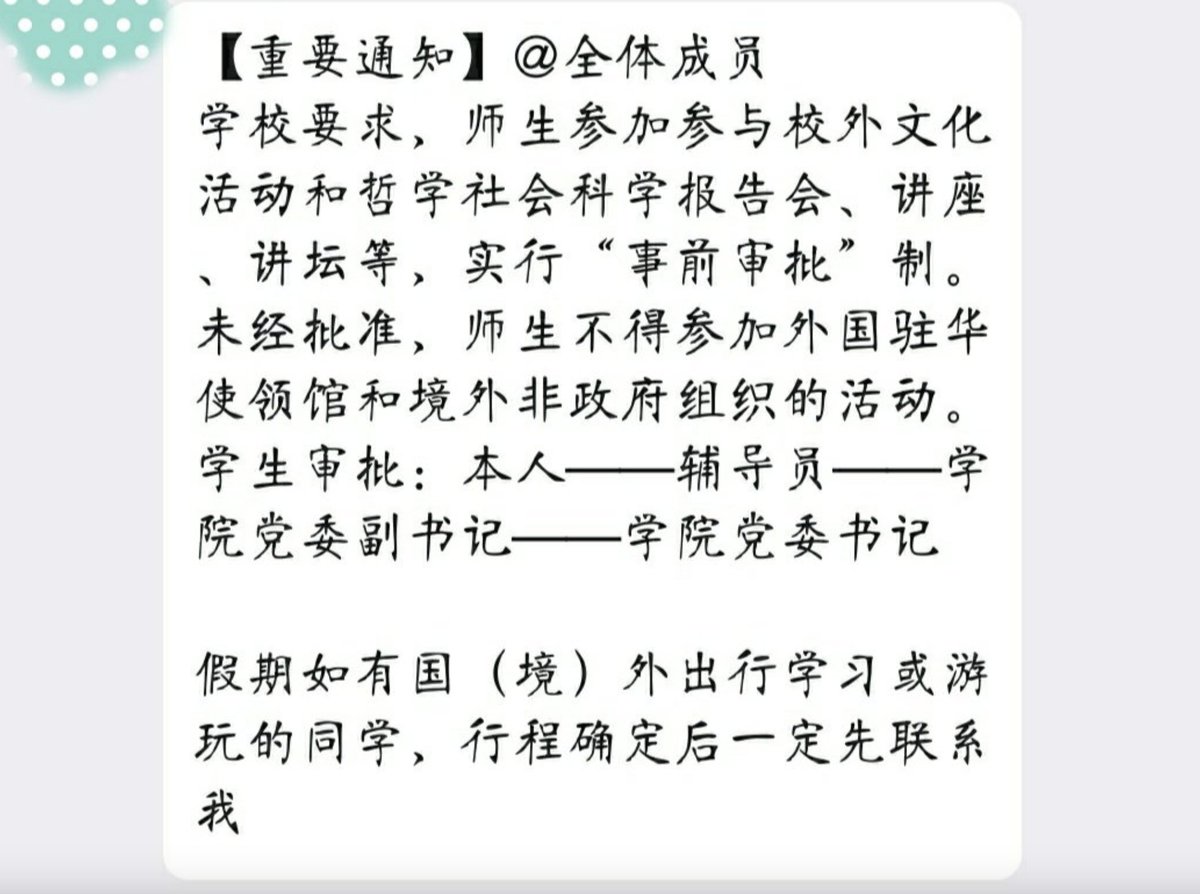 【重要通知】@全体成员
学校要求，师生参加参与校外文化
活动和哲学社会科学报告会、讲座
、讲坛等，实行“事前审批”制。
未经批准，师生不得参加外国驻华
使领馆和境外非政府组织的活动。
学生审批：本人——辅导员——学
院党委副书记——学院党委书记

假期如有国（境）外出行学习或游
玩的同学，行程确定后一定先联系
我